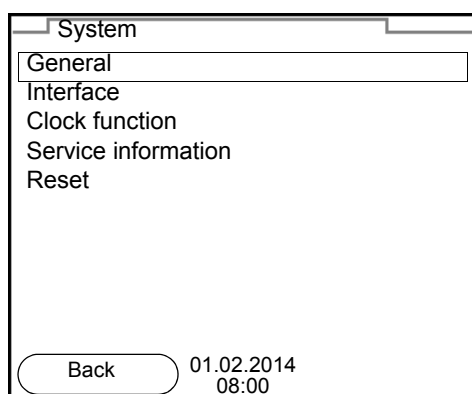 System
General
Interface
Clock function
Service information
Reset
Back
01.02.2014
08:00